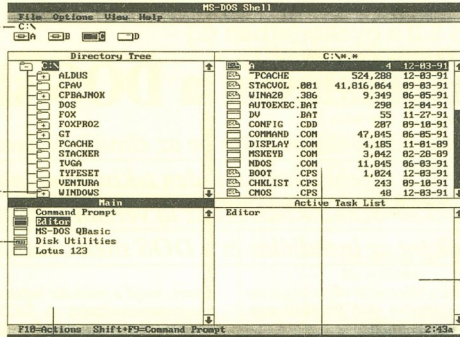 MS-DOS Shell
File Options View Help
C:\
A B C D
Directory Tree
C:\
ALDUS
CPAV
CPBAJMOK
DOS
FOX
FOXPRO2
GT
PCACHE
STACKER
TVGA
TYPESET
VENTURA
WINDOWS
C:\*.*
4 12-03-91
~PCACHE 524,288 12-03-91
STACVOL .001 41,016,064 09-03-91
WINA20 .386 9,349 06-05-91
AUTOEXEC.BAT 290 12-04-91
DV .BAT 55 11-27-91
CONFIG .CDD 207 09-10-91
COMMAND .COM 47,845 06-05-91
DISPLAY .COM 4,185 11-01-89
MSKEYB .COM 3,042 02-28-89
NDOS .COM 11,845 06-03-91
BOOT .CPS 1,024 12-03-91
CHKLIST .CPS 243 09-10-91
CMOS .CPS 48 12-03-91
Main
Command Prompt
Editor
MS-DOS QBasic
Disk Utilities
Lotus 123
Active Task List
Editor
F10=Actions Shift+F9=Command Prompt 2:43a